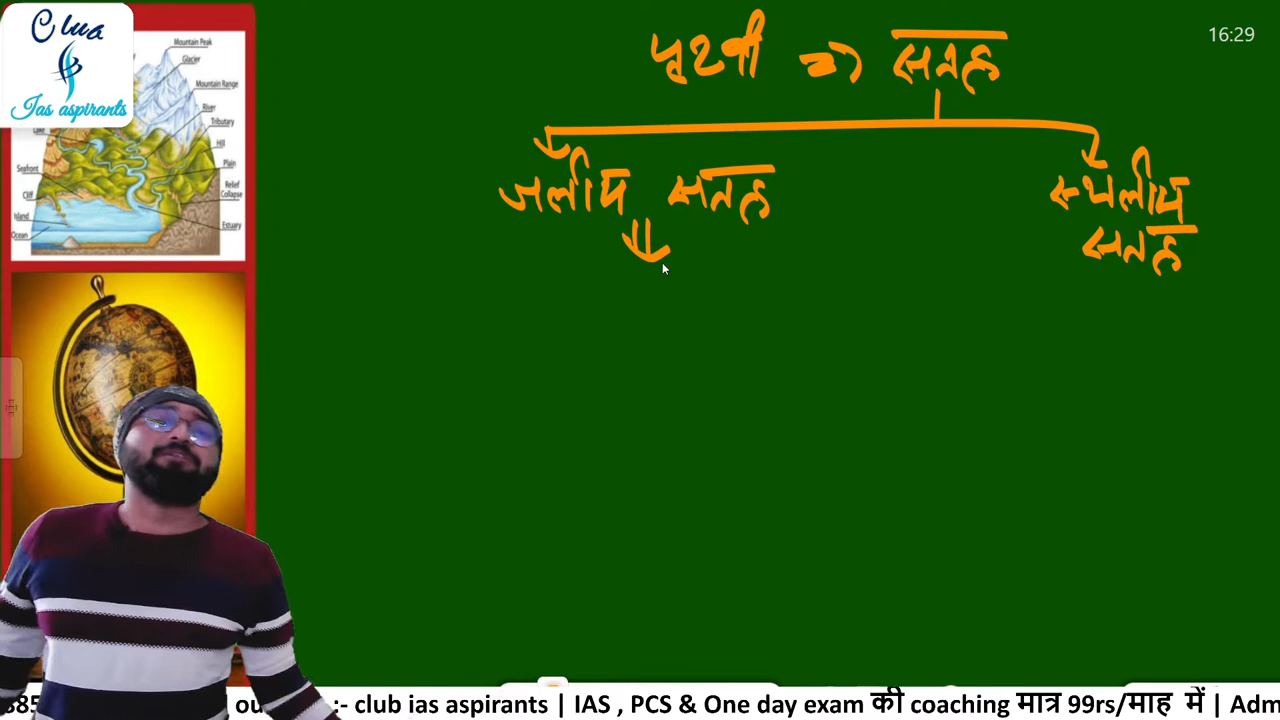 Clua
Ias aspirants
Mountain Peak
Glacier
Mountain Range
River
Tributary
Lake
Hill
Seafront
Plain
Cliff
Relief
Collapse
Island
Estuary
Ocean
16:29
पृथ्वी => सतह
जलीय सतह
स्थलीय
सतह
:- club ias aspirants | IAS , PCS & One day exam की coaching मात्र 99rs/माह में | Adm